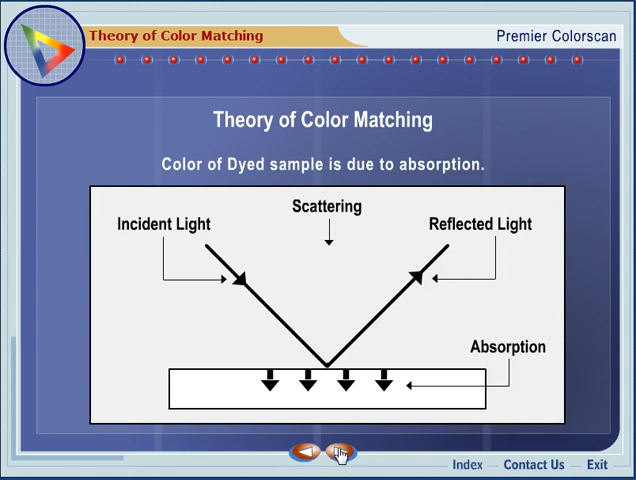 Theory of Color Matching
Premier Colorscan
Theory of Color Matching
Color of Dyed sample is due to absorption.
Scattering
Incident Light
Reflected Light
Absorption
Index
Contact Us
Exit